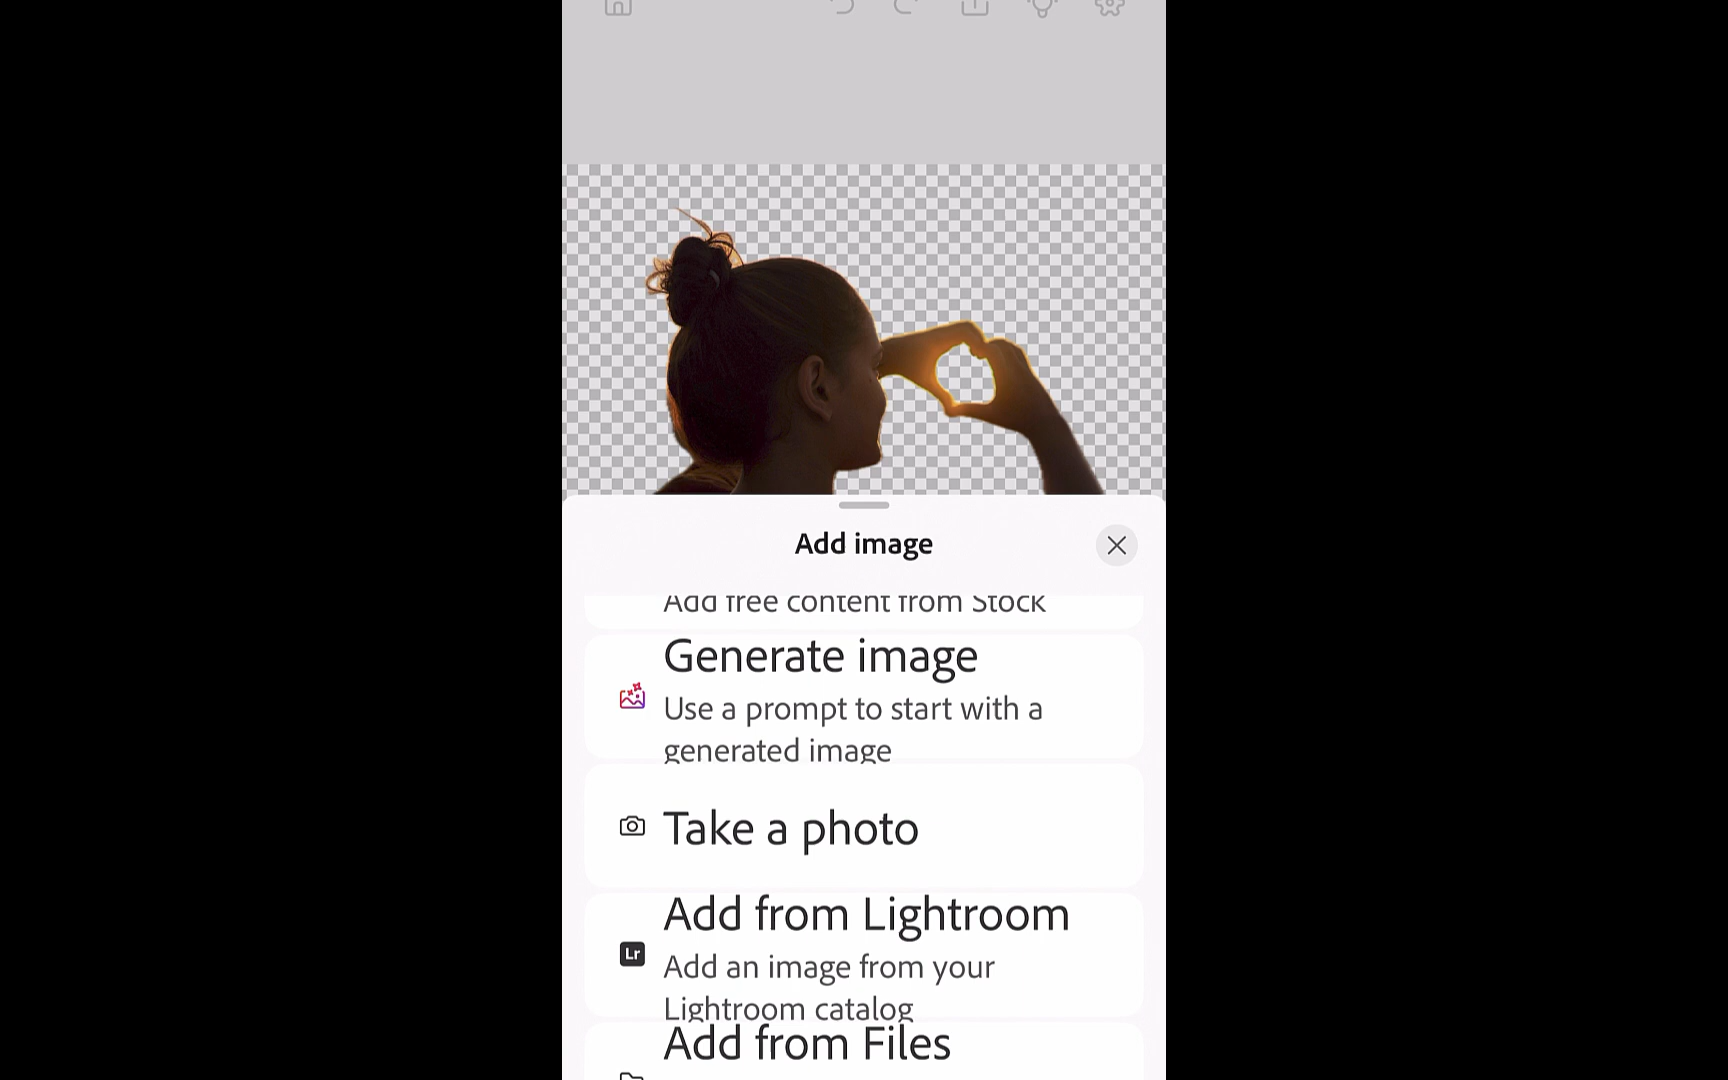 Add image
Add free content from Stock
Generate image
Use a prompt to start with a
generated image
Take a photo
Add from Lightroom
Lr
Add an image from your
Lightroom catalog
Add from Files